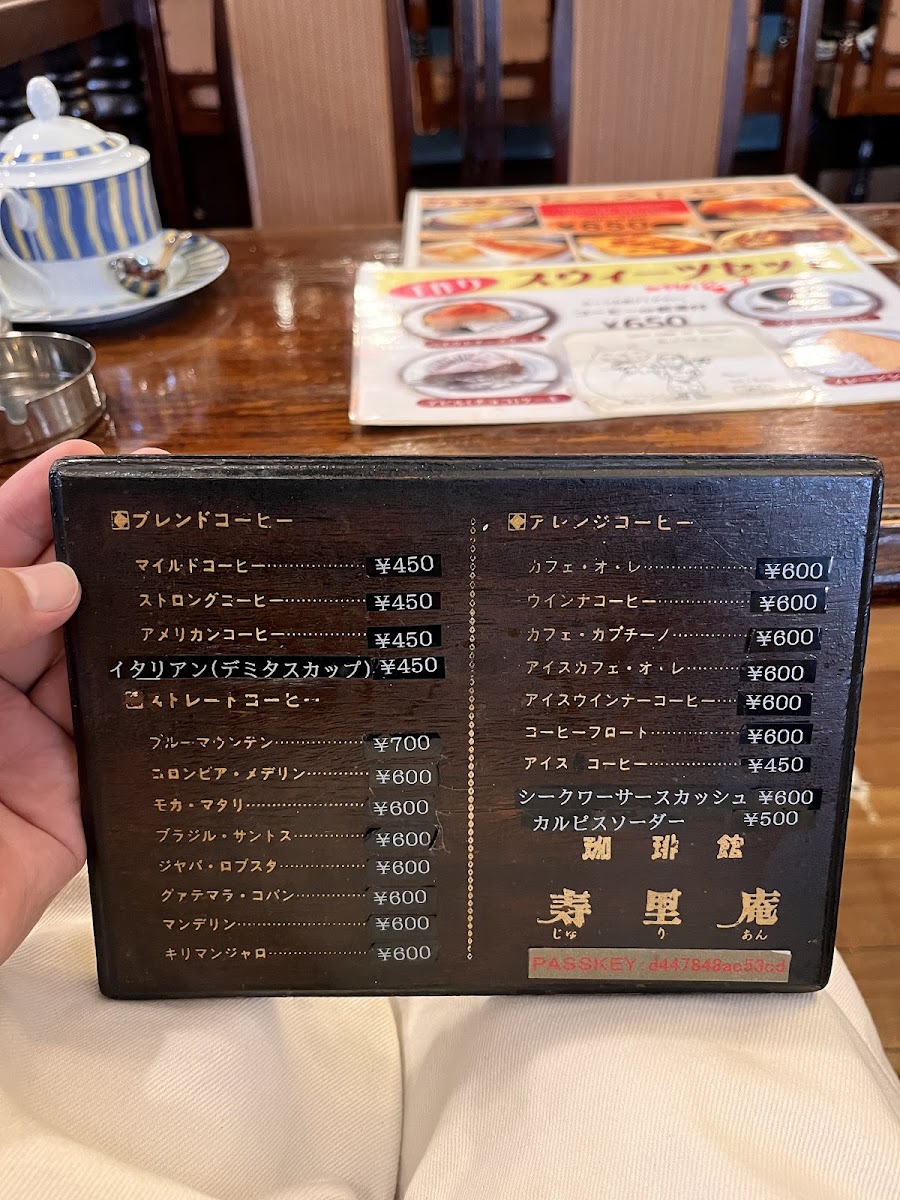 手作り スウィーツセット
¥650
¥650
ブレンドコーヒー
マイルドコーヒー ¥450
ストロングコーヒー ¥450
アメリカンコーヒー ¥450
イタリアン(デミタスカップ) ¥450
ストレートコーヒー
ブルーマウンテン ¥700
コロンビア・メデリン ¥600
モカ・マタリ ¥600
ブラジル・サントス ¥600
ジャバ・ロブスタ ¥600
グァテマラ・コバン ¥600
マンデリン ¥600
キリマンジャロ ¥600
アレンジコーヒー
カフェ・オ・レ ¥600
ウインナコーヒー ¥600
カフェ・カプチーノ ¥600
アイスカフェ・オ・レ ¥600
アイスウインナーコーヒー ¥600
コーヒーフロート ¥600
アイス コーヒー ¥450
シークワーサースカッシュ ¥600
カルピスソーダー ¥500
珈琲館
寿里庵
じゅ り あん
PASSKEY: d447848ae53cd